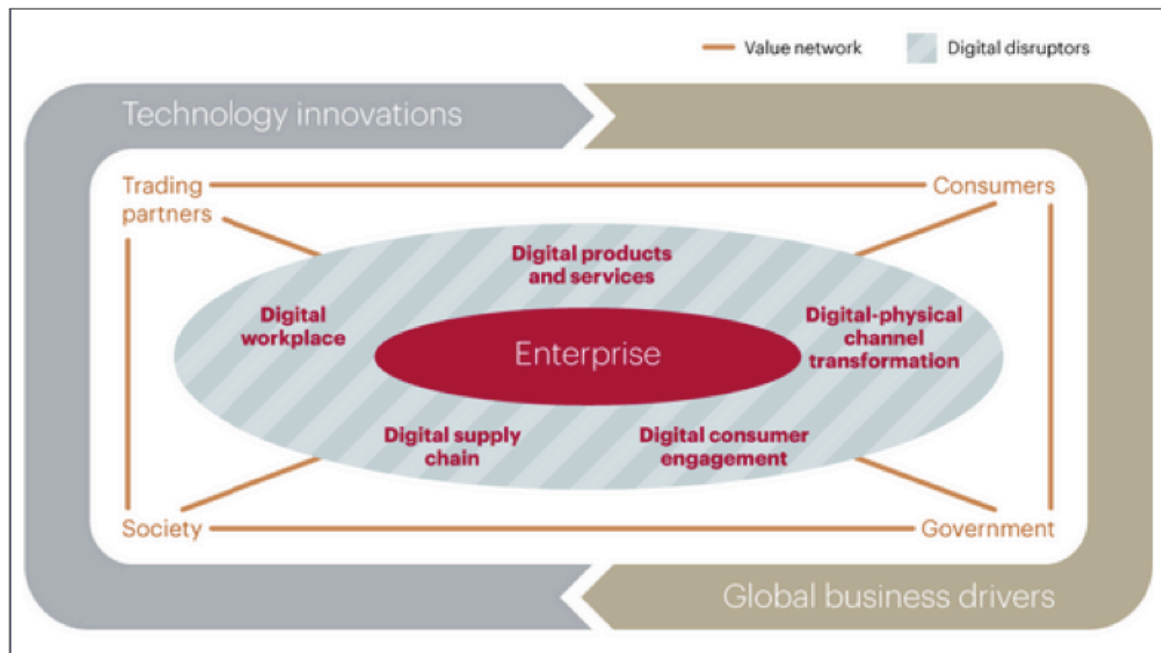 Value network
Digital disruptors
Technology innovations
Trading
partners
Consumers
Digital products
and services
Digital
workplace
Enterprise
Digital-physical
channel
transformation
Digital supply
chain
Digital consumer
engagement
Society
Government
Global business drivers